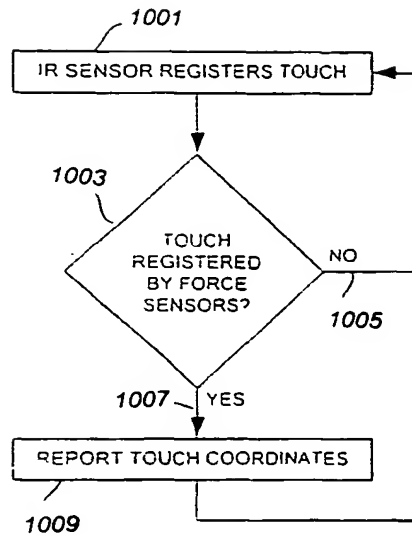 1001
IR SENSOR REGISTERS TOUCH
1003
TOUCH
REGISTERED
BY FORCE
SENSORS?
NO
1005
1007
YES
REPORT TOUCH COORDINATES
1009